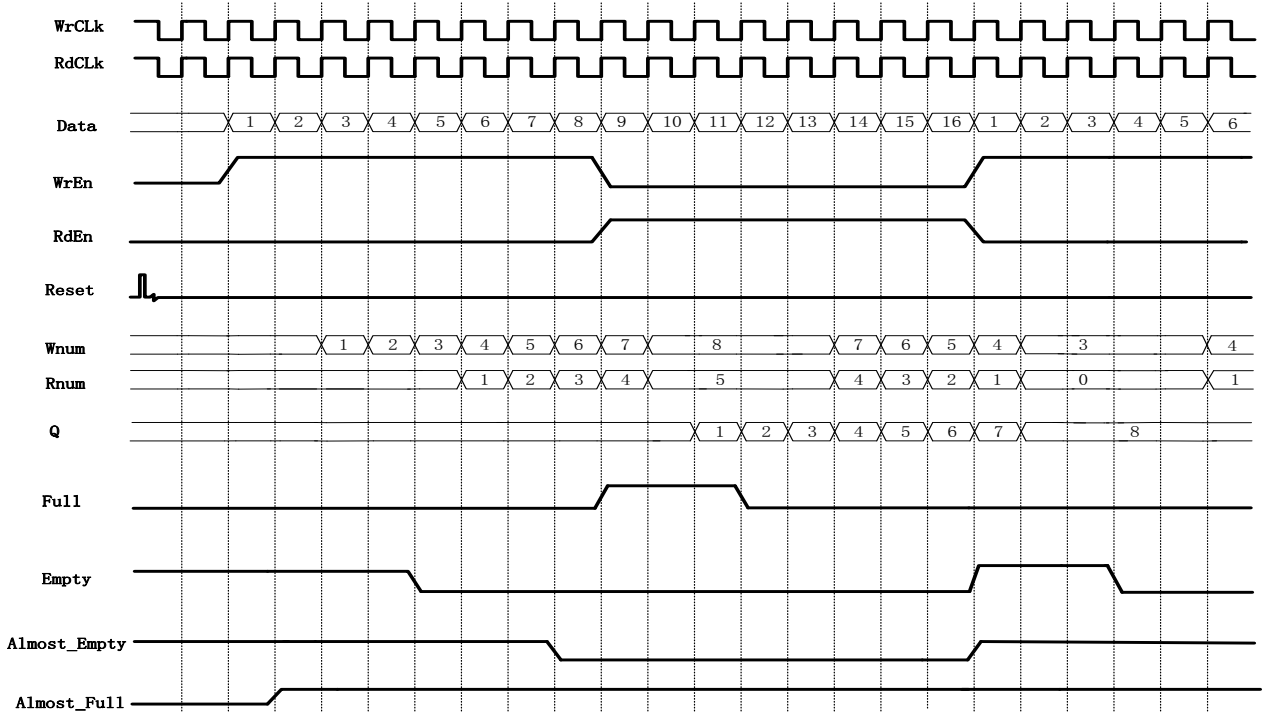 WrCLk
RdCLk
Data 1 2 3 4 5 6 7 8 9 10 11 12 13 14 15 16 1 2 3 4 5 6
WrEn
RdEn
Reset
Wnum 1 2 3 4 5 6 7 8 7 6 5 4 3 4
Rnum 1 2 3 4 5 4 3 2 1 0 1
Q 1 2 3 4 5 6 7 8
Full
Empty
Almost_Empty
Almost_Full